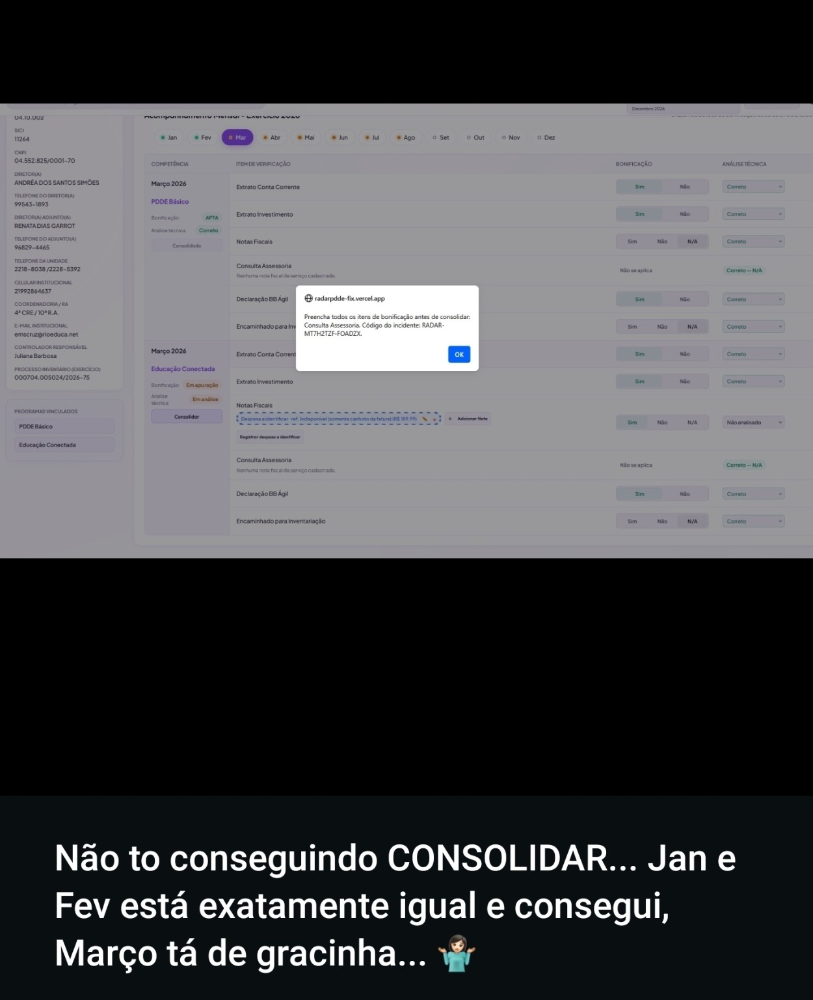 Dezembro 2026
04.10.002
Acompanhamento Mensal - Exercício 2026
SICI
11264
CNPJ
04.552.825/0001-70
DIRETOR(A)
ANDRÉA DOS SANTOS SIMÕES
TELEFONE DO DIRETOR(A)
99543-1893
DIRETOR(A) ADJUNTO(A)
RENATA DIAS GARROT
TELEFONE DO ADJUNTO(A)
96829-4465
TELEFONE DA UNIDADE
2218-8038 /2228-5392
CELULAR INSTITUCIONAL
21992864637
COORDENADORIA / RA
4ª CRE / 10ª R.A.
E-MAIL INSTITUCIONAL
emscruz@rioeduca.net
CONTROLADOR RESPONSÁVEL
Juliana Barbosa
PROCESSO INVENTÁRIO (EXERCÍCIO)
000704.005024/2026-75
PROGRAMAS VINCULADOS
PDDE Básico
Educação Conectada
Jan Fev Mar Abr Mai Jun Jul Ago Set Out Nov Dez
COMPETÊNCIA ITEM DE VERIFICAÇÃO BONIFICAÇÃO ANÁLISE TÉCNICA
Março 2026
PDDE Básico
Bonificação APTA
Análise técnica Correto
Consolidado
Extrato Conta Corrente Sim Não Correto
Extrato Investimento Sim Não Correto
Notas Fiscais Sim Não N/A Correto
Consulta Assessoria
Nenhuma nota fiscal de serviço cadastrada.
Não se aplica Correto — N/A
Declaração BB Ágil Sim Não Correto
Encaminhado para Inv Sim Não N/A Correto
radarpdde-fix.vercel.app
Preencha todos os itens de bonificação antes de consolidar:
Consulta Assessoria. Código do incidente: RADAR-
MT7H2TZF-FOADZX.
OK
Março 2026
Educação Conectada
Bonificação Em apuração
Análise
técnica Em análise
Consolidar
Extrato Conta Corrent Sim Não Correto
Extrato Investimento Sim Não Correto
Notas Fiscais
Despesa a identificar · ref. Indisponível (somente canhoto da fatura) (R$ 189,99) + Adicionar Nota
Registrar despesa a identificar
Sim Não N/A Não analisado
Consulta Assessoria
Nenhuma nota fiscal de serviço cadastrada.
Não se aplica Correto — N/A
Declaração BB Ágil Sim Não Correto
Encaminhado para Inventariação Sim Não N/A Correto
Não to conseguindo CONSOLIDAR... Jan e
Fev está exatamente igual e consegui,
Março tá de gracinha... 🤷🏻‍♀️